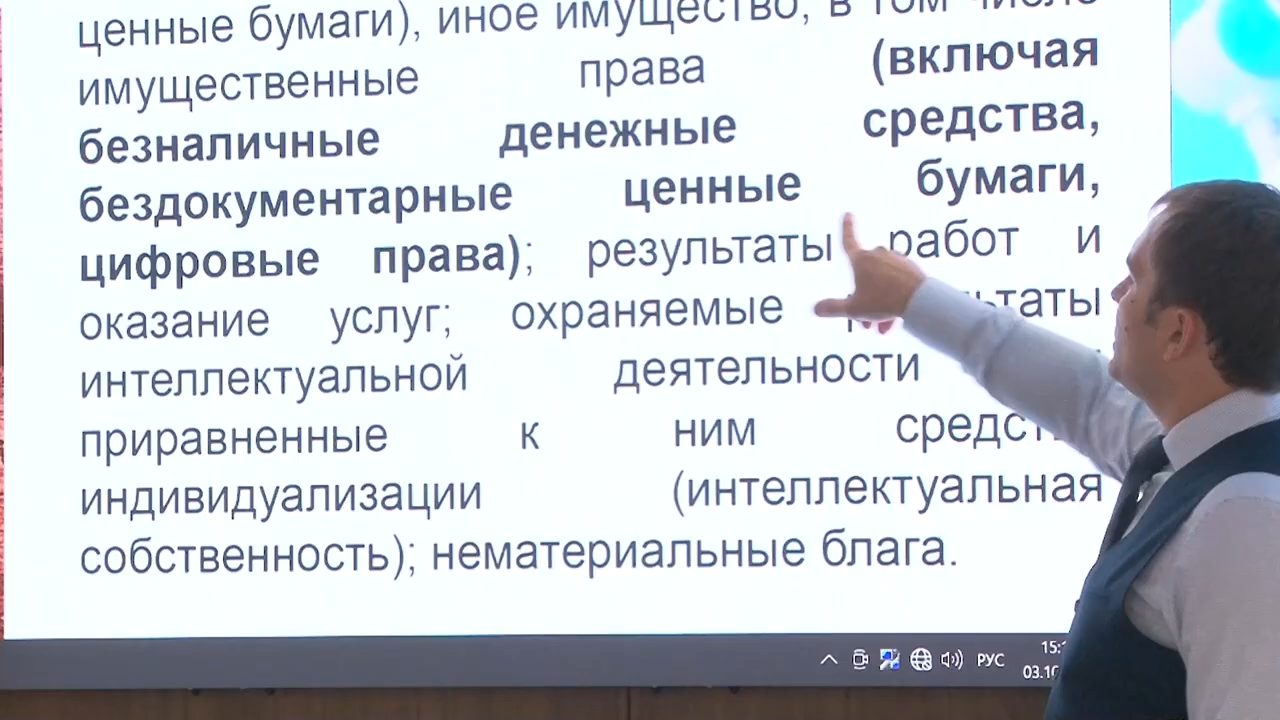 ценные бумаги), иное имущество, в том числе
имущественные права (включая
безналичные денежные средства,
бездокументарные ценные бумаги,
цифровые права); результаты работ и
оказание услуг; охраняемые
интеллектуальной деятельности
приравненные к ним
индивидуализации (интеллектуальная
собственность); нематериальные блага.
РУС